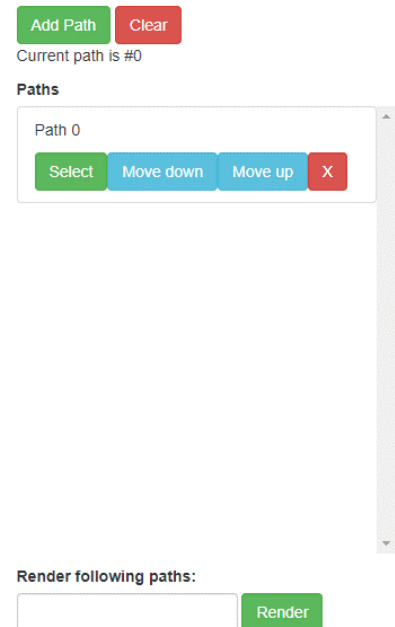 Add Path Clear
Current path is #0
Paths
Path 0
Select Move down Move up X
Render following paths:
Render